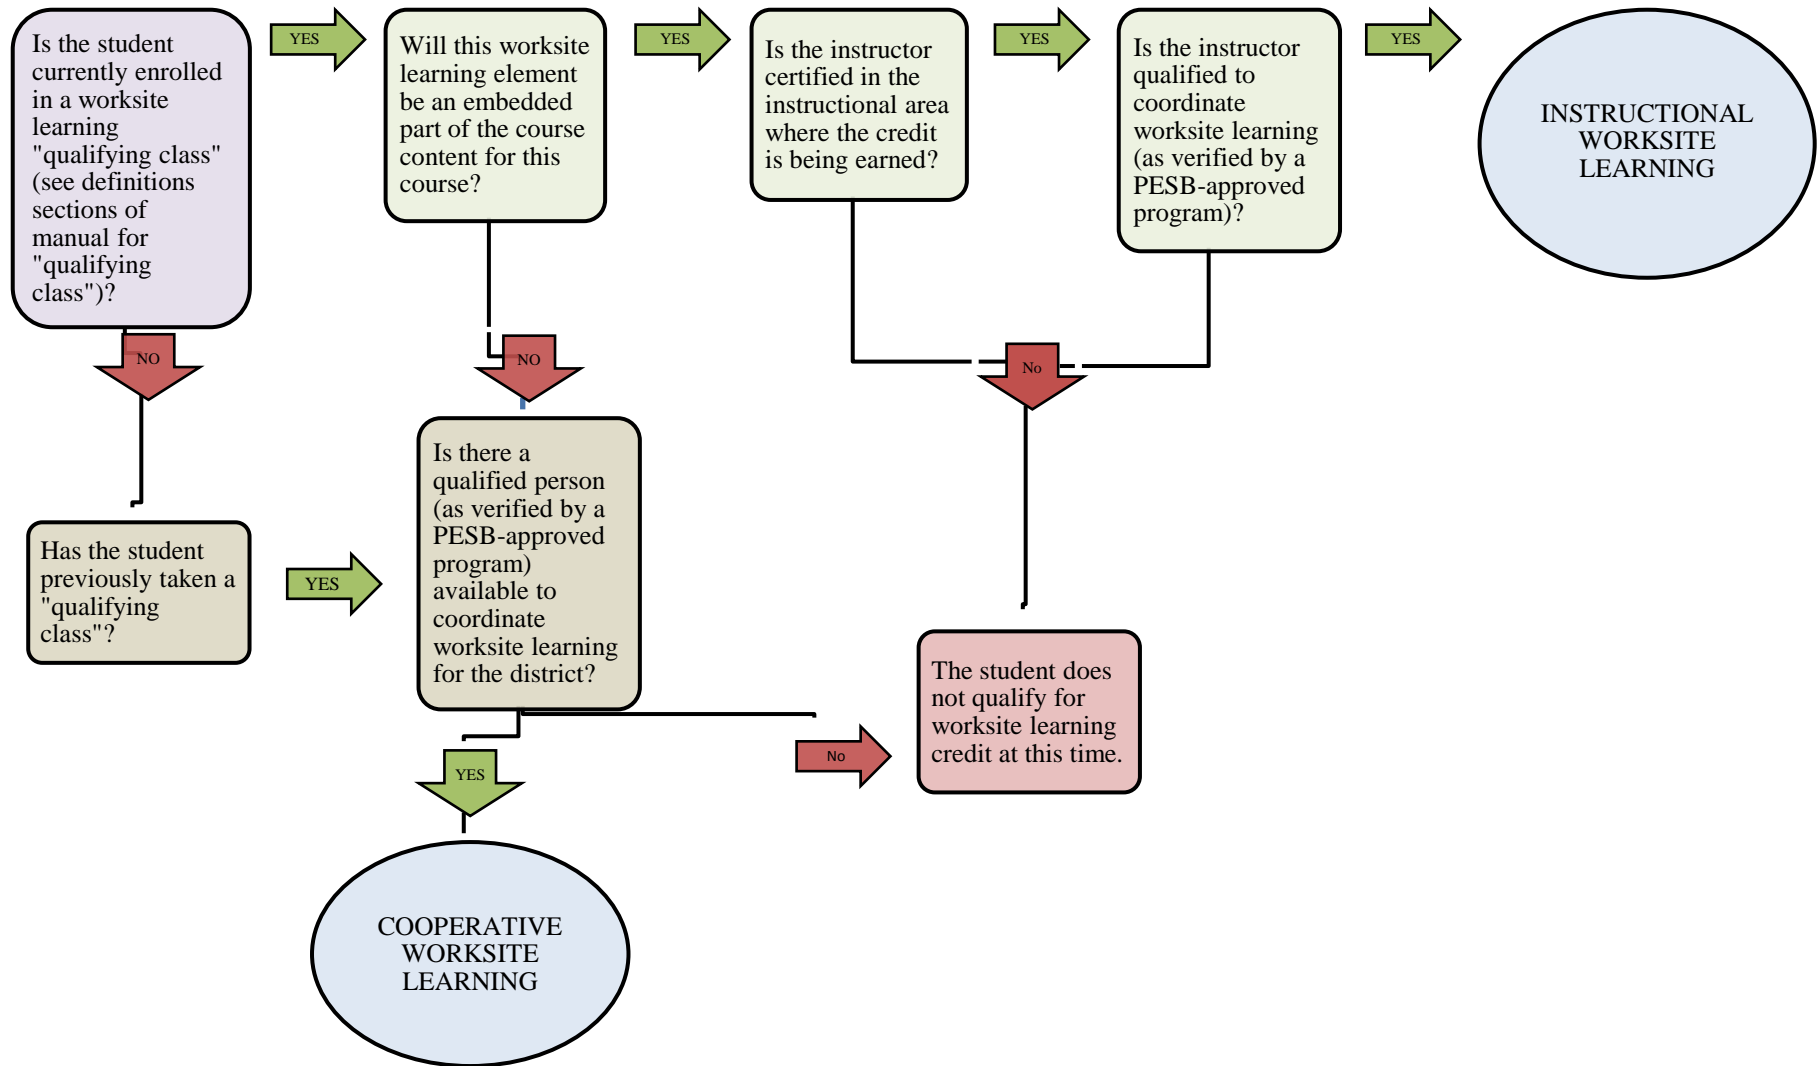 Is the student
currently enrolled
in a worksite
learning
"qualifying class"
(see definitions
sections of
manual for
"qualifying
class")?
YES
Will this worksite
learning element
be an embedded
part of the course
content for this
course?
YES
Is the instructor
certified in the
instructional area
where the credit
is being earned?
YES
Is the instructor
qualified to
coordinate
worksite learning
(as verified by a
PESB-approved
program)?
YES
INSTRUCTIONAL
WORKSITE
LEARNING
NO
NO
No
Has the student
previously taken a
"qualifying
class"?
YES
Is there a
qualified person
(as verified by a
PESB-approved
program)
available to
coordinate
worksite learning
for the district?
No
The student does
not qualify for
worksite learning
credit at this time.
YES
COOPERATIVE
WORKSITE
LEARNING